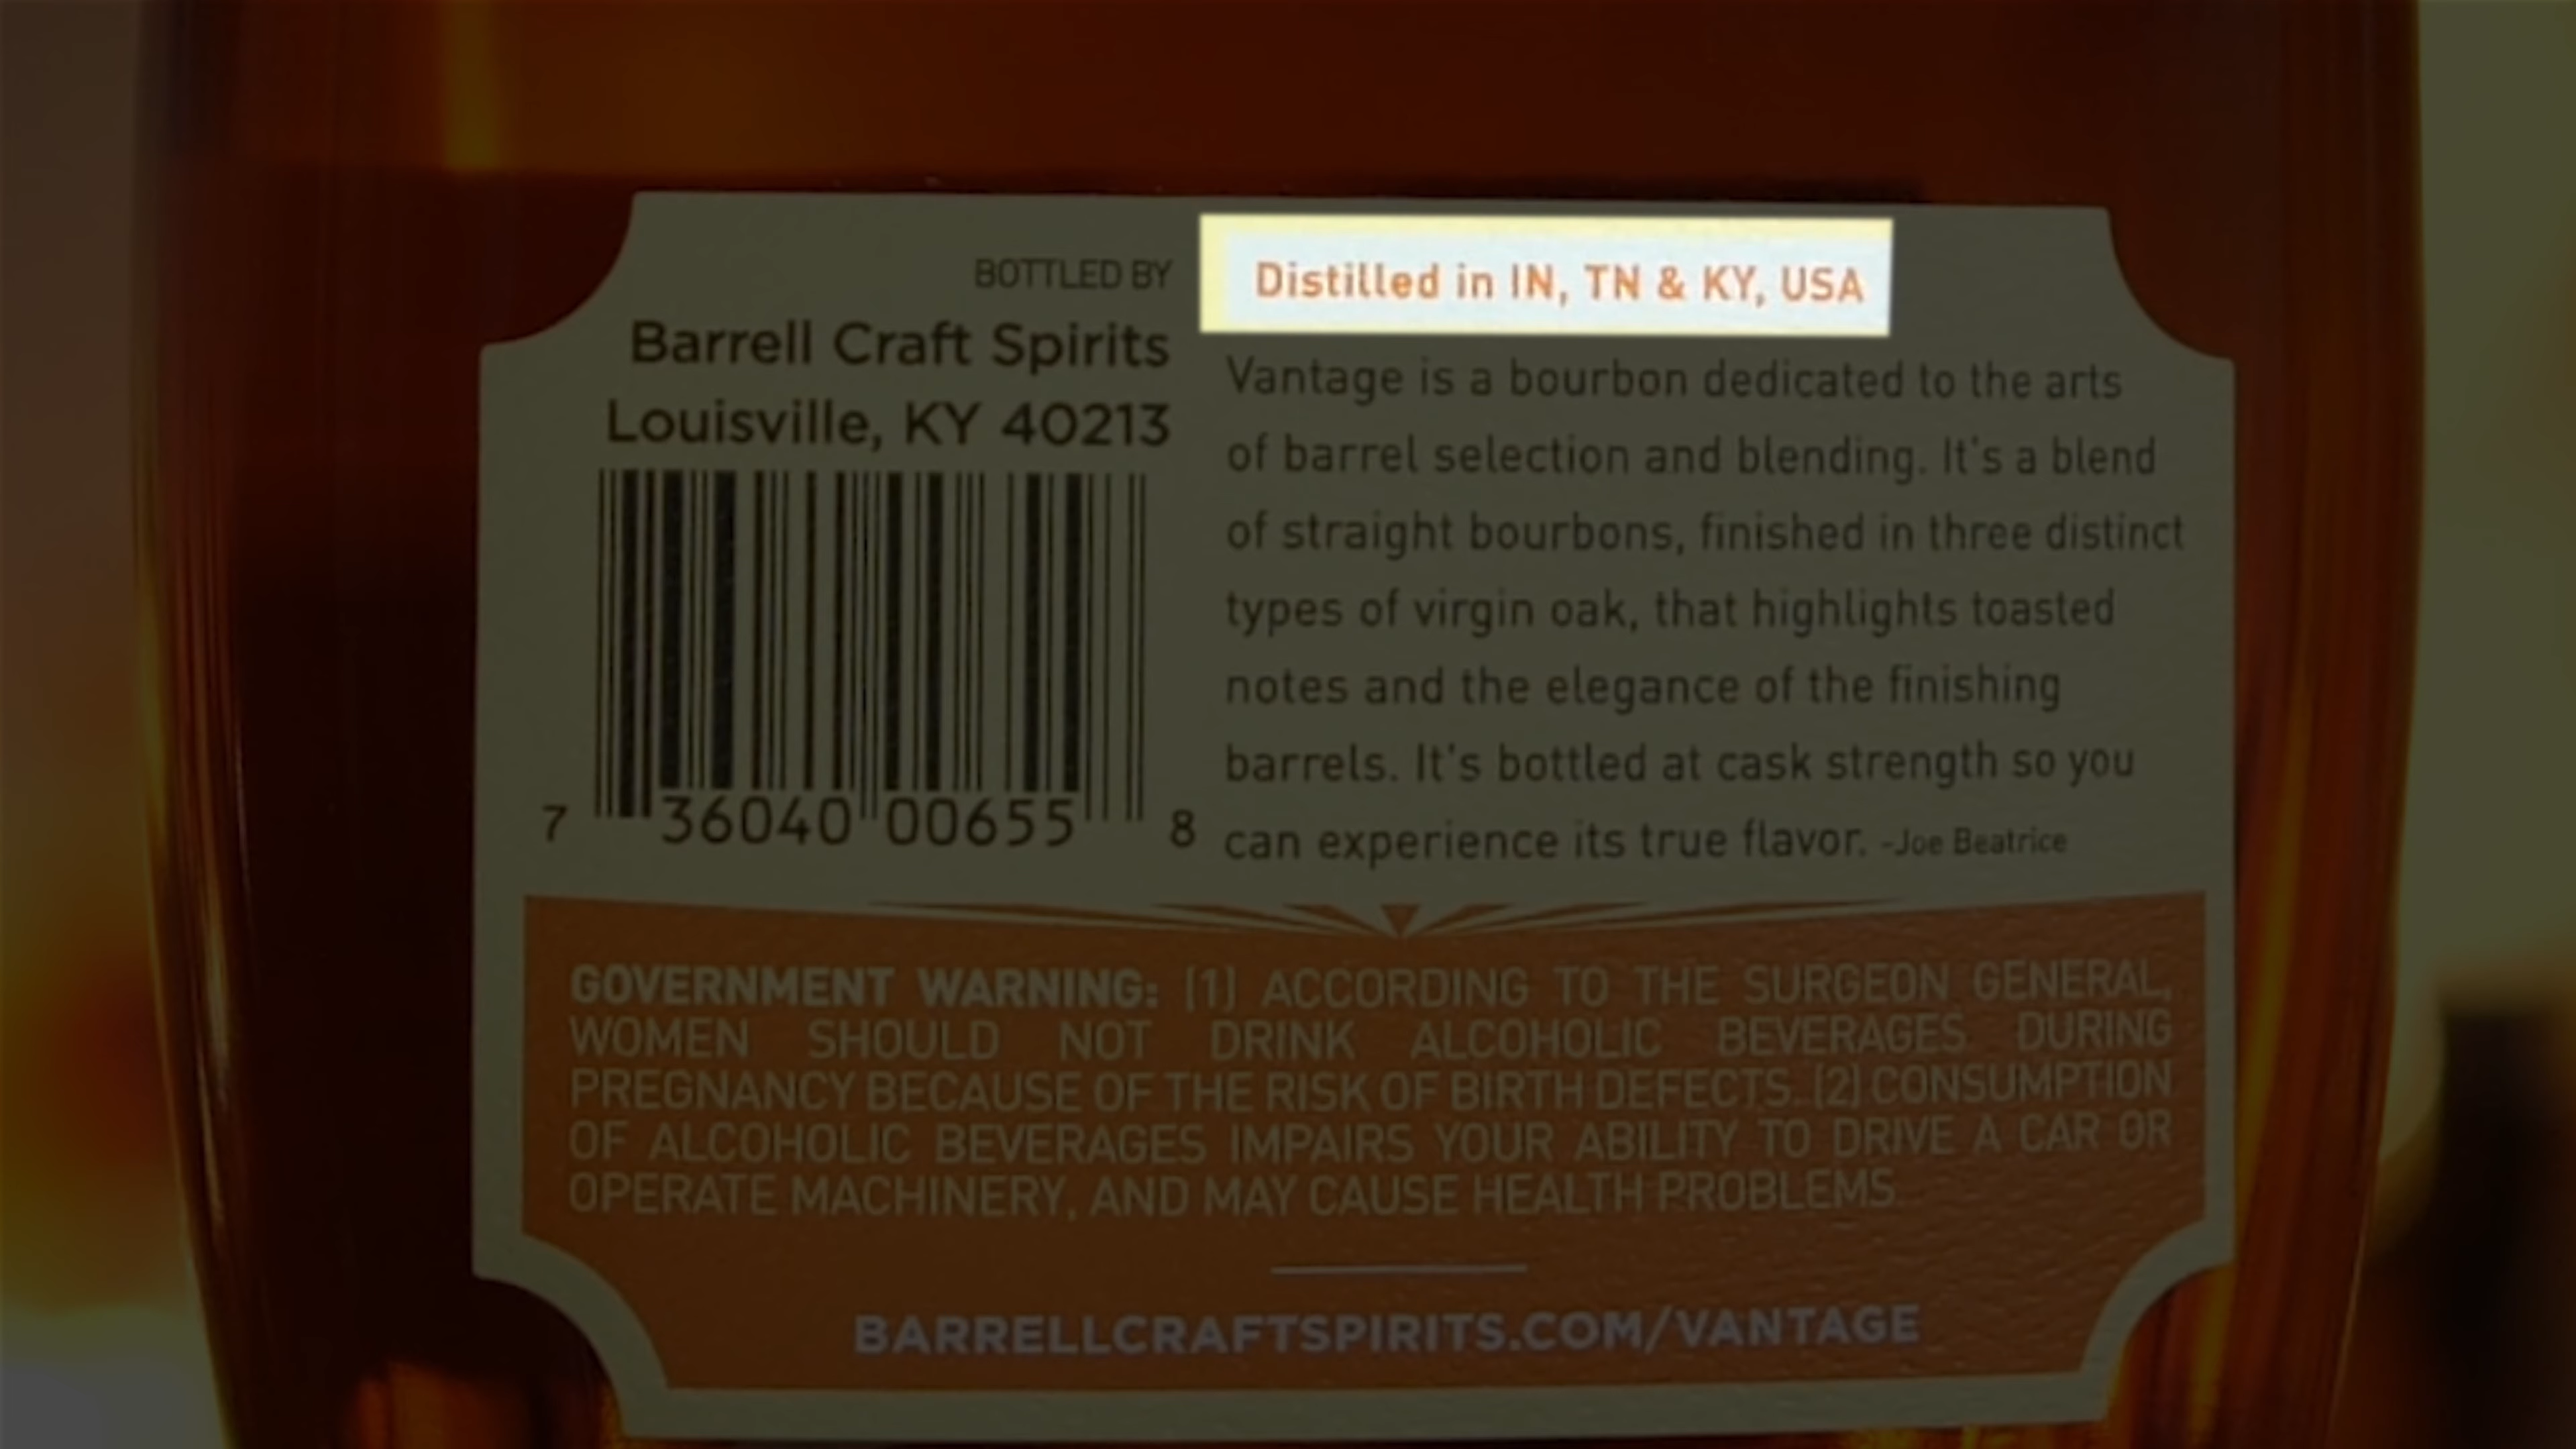 BOTTLED BY
Barrell Craft Spirits
Louisville, KY 40213
7 36040 00655 8
Distilled in IN, TN & KY, USA
Vantage is a bourbon dedicated to the arts
of barrel selection and blending. It's a blend
of straight bourbons, finished in three distinct
types of virgin oak, that highlights toasted
notes and the elegance of the finishing
barrels. It's bottled at cask strength so you
can experience its true flavor. -Joe Beatrice
GOVERNMENT WARNING: (1) ACCORDING TO THE SURGEON GENERAL,
WOMEN SHOULD NOT DRINK ALCOHOLIC BEVERAGES DURING
PREGNANCY BECAUSE OF THE RISK OF BIRTH DEFECTS. (2) CONSUMPTION
OF ALCOHOLIC BEVERAGES IMPAIRS YOUR ABILITY TO DRIVE A CAR OR
OPERATE MACHINERY, AND MAY CAUSE HEALTH PROBLEMS
BARRELLCRAFTSPIRITS.COM/VANTAGE